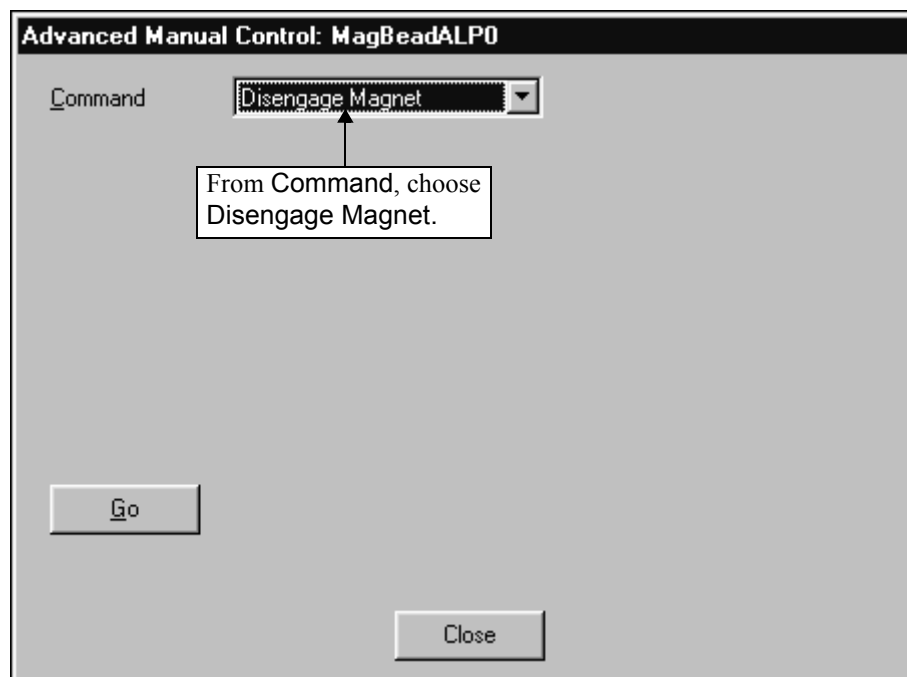 Advanced Manual Control: MagBeadALP0
Command Disengage Magnet
From Command, choose
Disengage Magnet.
Go
Close